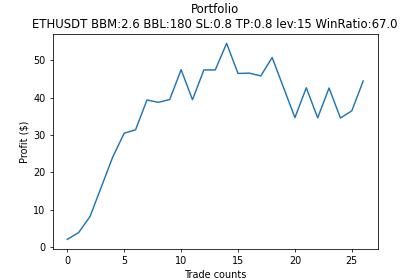 Portfolio
ETHUSDT BBM:2.6 BBL:180 SL:0.8 TP:0.8 lev:15 WinRatio:67.0
50
40
30
20
10
0
Profit ($)
0 5 10 15 20 25
Trade counts